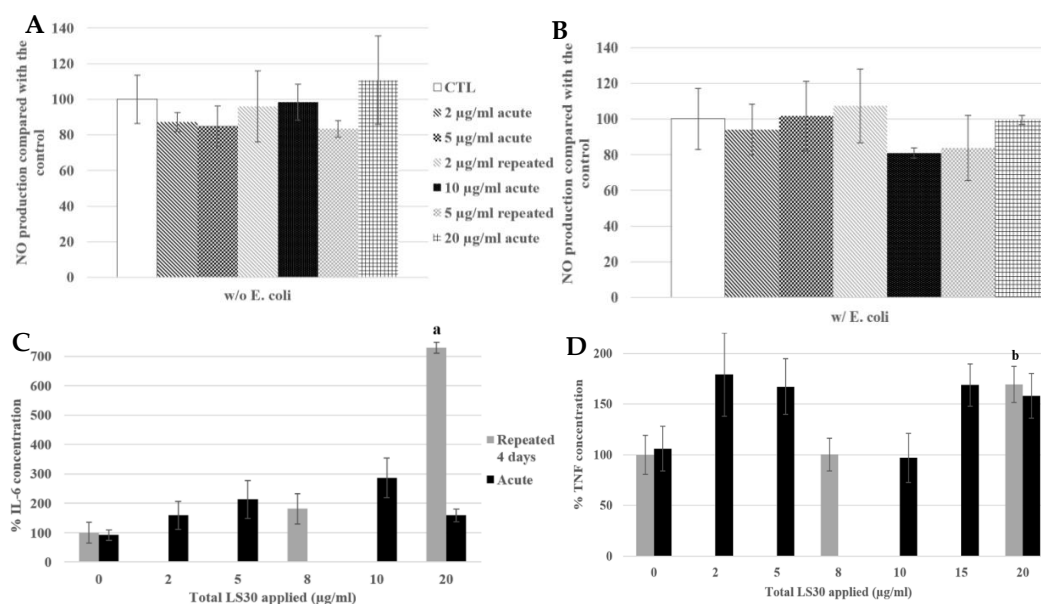 A
NO production compared with the
control
140
120
100
80
60
40
20
0
w/o E. coli
CTL
2 µg/ml acute
5 µg/ml acute
2 µg/ml repeated
10 µg/ml acute
5 µg/ml repeated
20 µg/ml acute
B
NO production compared with the
control
140
120
100
80
60
40
20
0
w/ E. coli
C
% IL-6 concentration
700
600
500
400
300
200
100
0
a
0 2 5 8 10 20
Total LS30 applied (µg/ml)
Repeated
4 days
Acute
D
% TNF concentration
200
150
100
50
0
b
0 2 5 8 10 15 20
Total LS30 applied (µg/ml)